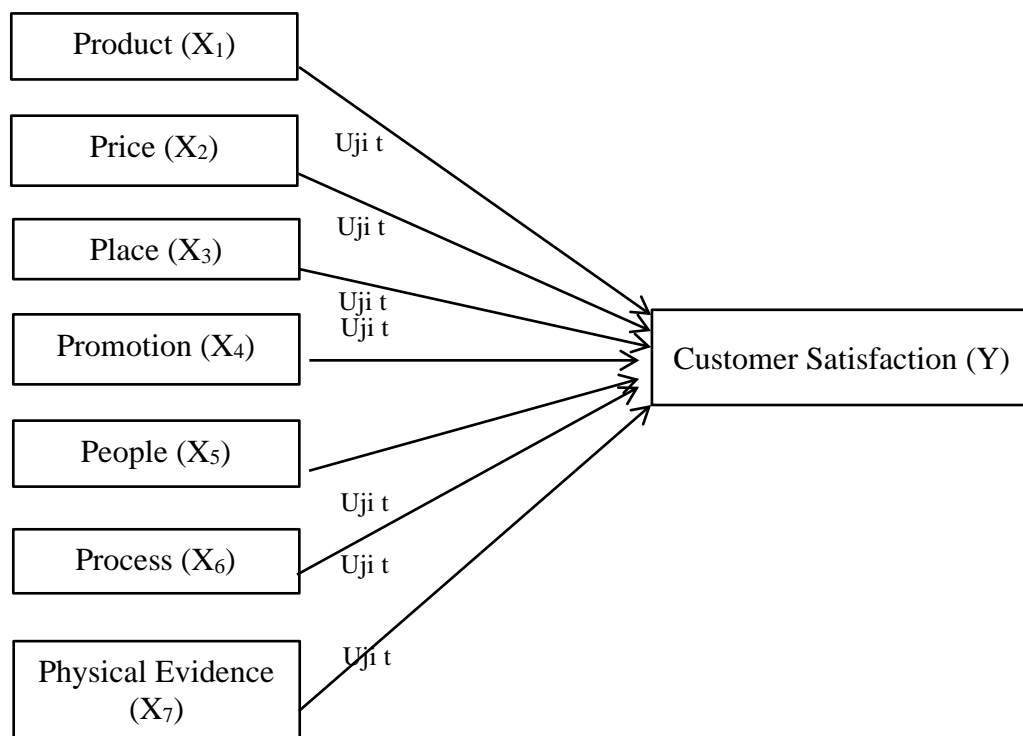 Product (X₁)
Uji t
Price (X₂)
Uji t
Place (X₃)
Uji t
Uji t
Promotion (X₄)
Customer Satisfaction (Y)
People (X₅)
Uji t
Process (X₆)
Uji t
Uji t
Physical Evidence
(X₇)